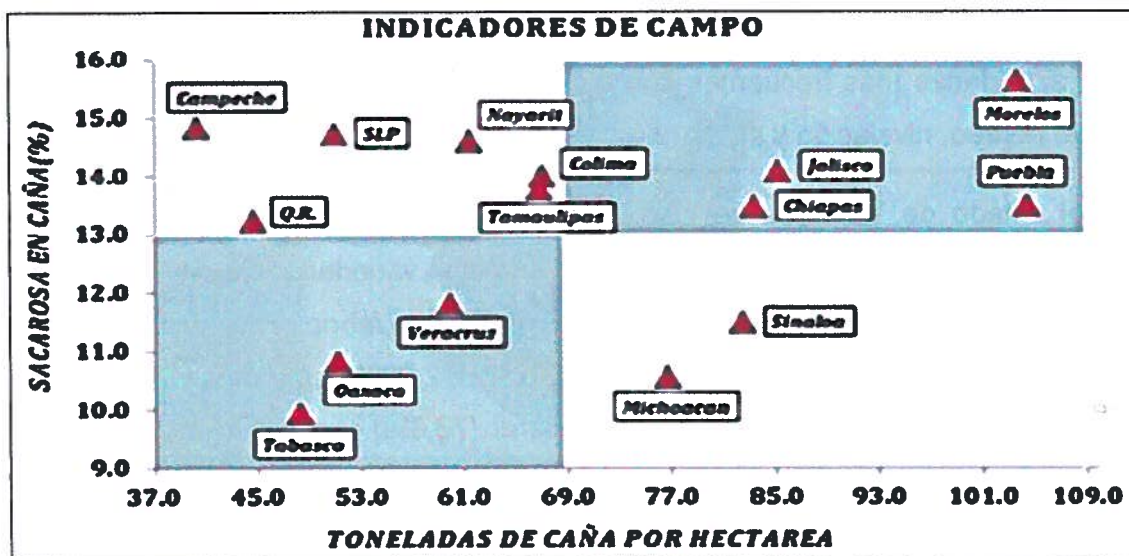 INDICADORES DE CAMPO
SACAROSA EN CAÑA(%)
16.0
15.0
14.0
13.0
12.0
11.0
10.0
9.0
Campeche
SLP
Nayarit
Colima
Q.R.
Tamaulipas
Morelos
Jalisco
Puebla
Chiapas
Veracruz
Oaxaca
Tabasco
Sinaloa
Michoacan
37.0 45.0 53.0 61.0 69.0 77.0 85.0 93.0 101.0 109.0
TONELADAS DE CAÑA POR HECTAREA